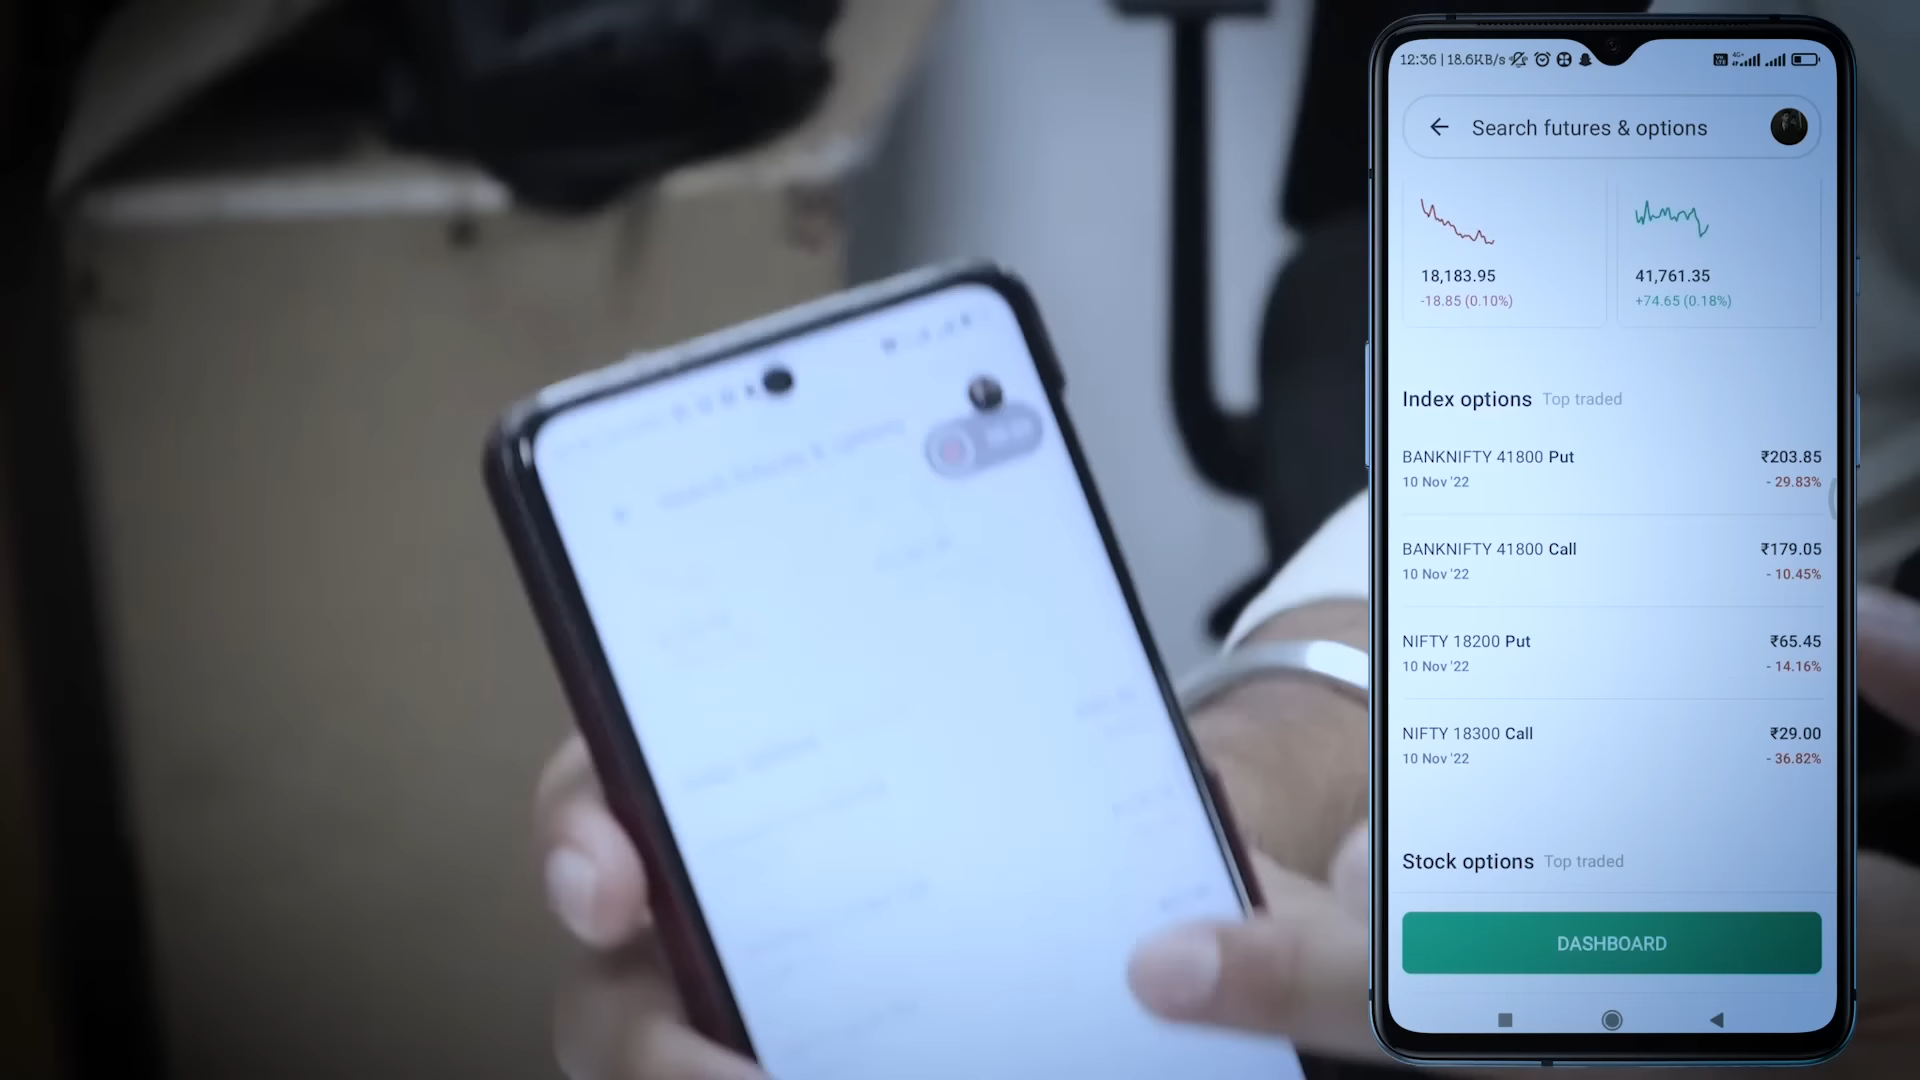 12:36 | 18.6KB/s
Search futures & options
18,183.95
-18.85 (0.10%)
41,761.35
+74.65 (0.18%)
Index options Top traded
BANKNIFTY 41800 Put ₹203.85
10 Nov '22 - 29.83%
BANKNIFTY 41800 Call ₹179.05
10 Nov '22 - 10.45%
NIFTY 18200 Put ₹65.45
10 Nov '22 - 14.16%
NIFTY 18300 Call ₹29.00
10 Nov '22 - 36.82%
Stock options Top traded
DASHBOARD